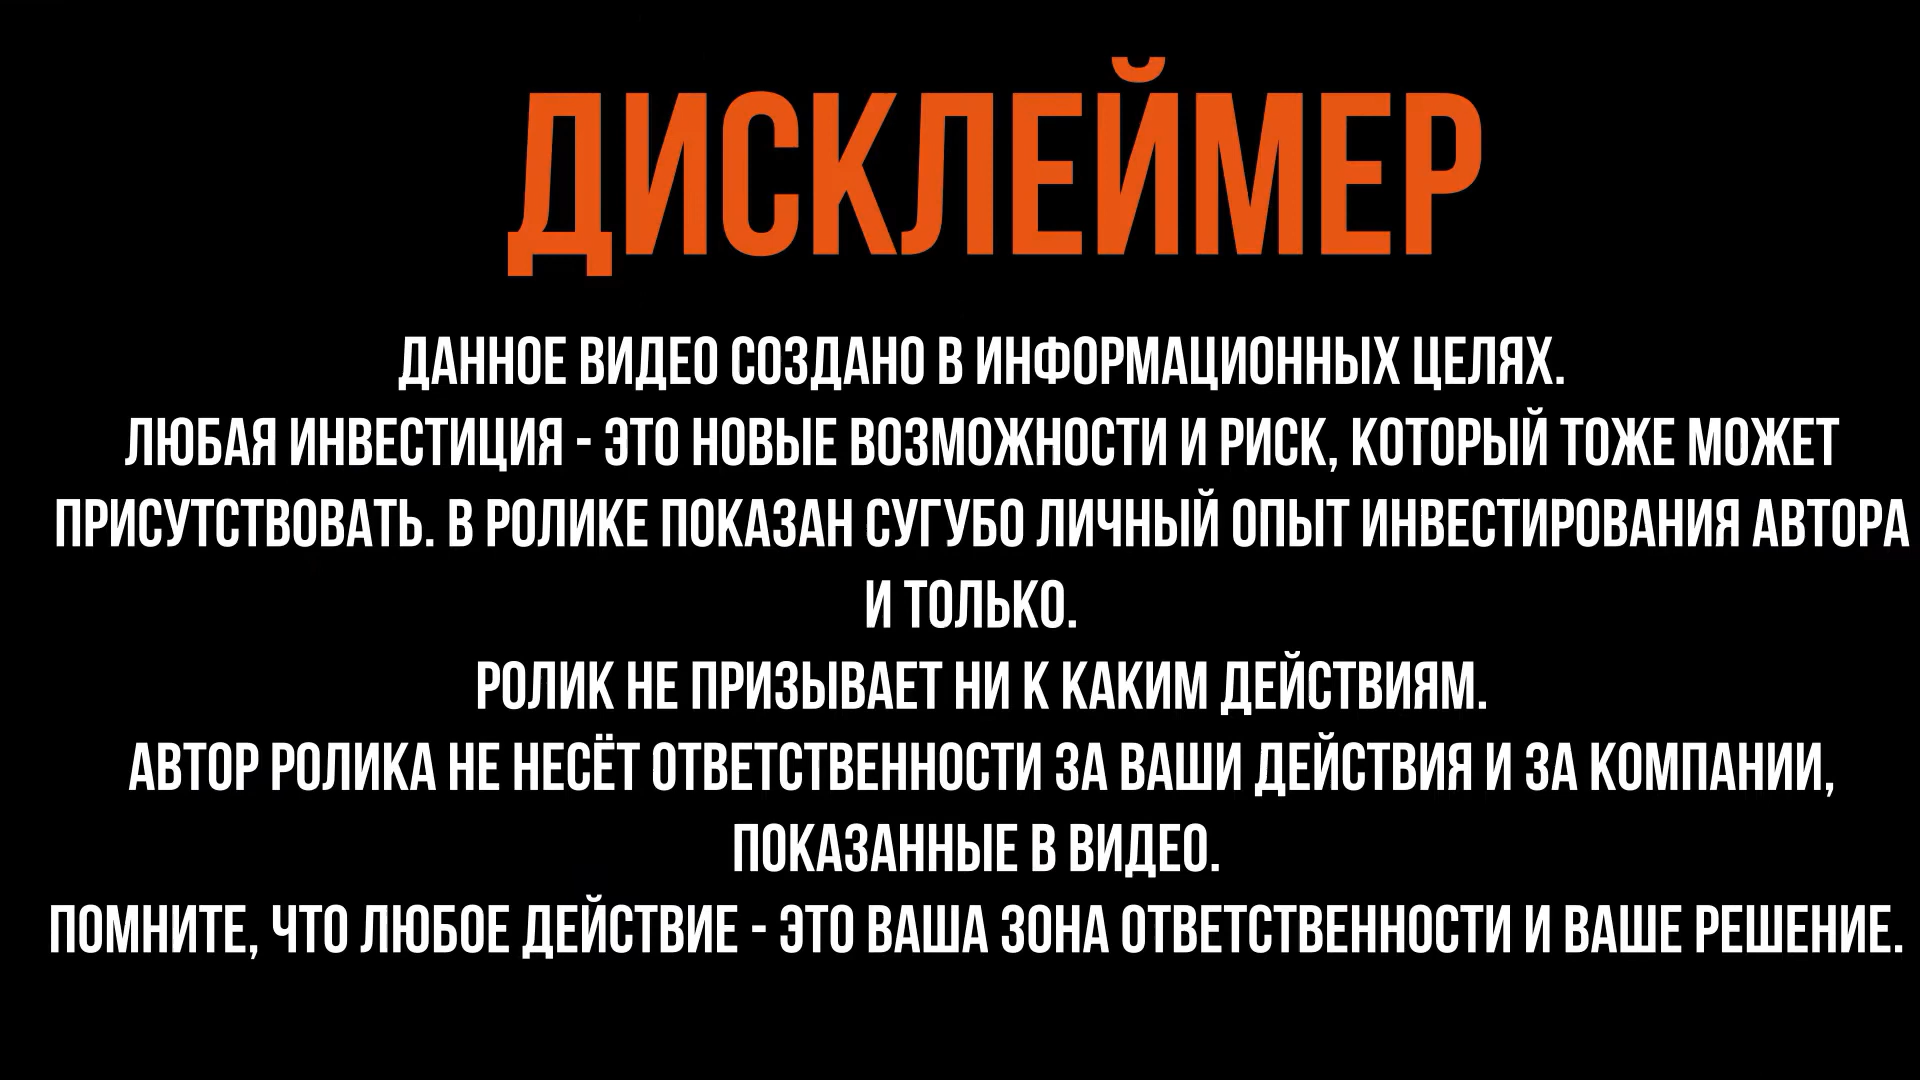 ДИСКЛЕЙМЕР
ДАННОЕ ВИДЕО СОЗДАНО В ИНФОРМАЦИОННЫХ ЦЕЛЯХ.
ЛЮБАЯ ИНВЕСТИЦИЯ - ЭТО НОВЫЕ ВОЗМОЖНОСТИ И РИСК, КОТОРЫЙ ТОЖЕ МОЖЕТ
ПРИСУТСТВОВАТЬ. В РОЛИКЕ ПОКАЗАН СУГУБО ЛИЧНЫЙ ОПЫТ ИНВЕСТИРОВАНИЯ АВТОРА
И ТОЛЬКО.
РОЛИК НЕ ПРИЗЫВАЕТ НИ К КАКИМ ДЕЙСТВИЯМ.
АВТОР РОЛИКА НЕ НЕСЁТ ОТВЕТСТВЕННОСТИ ЗА ВАШИ ДЕЙСТВИЯ И ЗА КОМПАНИИ,
ПОКАЗАННЫЕ В ВИДЕО.
ПОМНИТЕ, ЧТО ЛЮБОЕ ДЕЙСТВИЕ - ЭТО ВАША ЗОНА ОТВЕТСТВЕННОСТИ И ВАШЕ РЕШЕНИЕ.